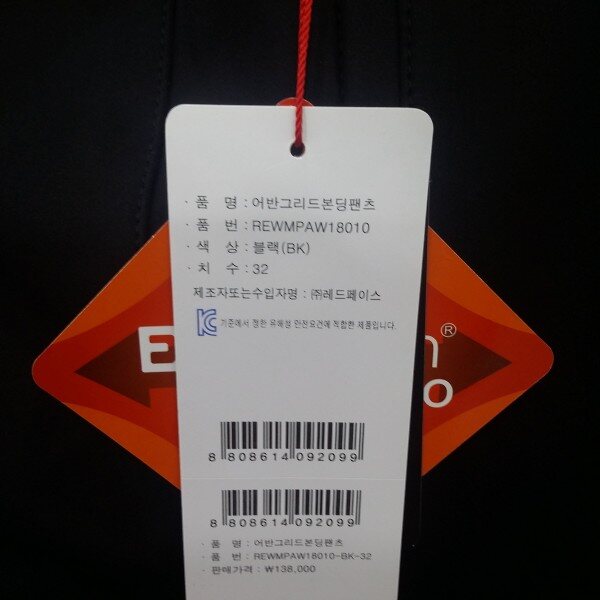 · 품 명 : 어반그리드본딩팬츠
· 품 번 : REWMPAW18010
· 색 상 : 블랙(BK)
· 치 수 : 32
제조자또는수입자명 : ㈜레드페이스
기준에서 정한 유해성 안전요건에 적합한 제품입니다.
E n®
o
8 808614 092099
8 808614 092099
· 품 명 : 어반그리드본딩팬츠
· 품 번 : REWMPAW18010-BK-32
· 판매가격 : ₩138,000